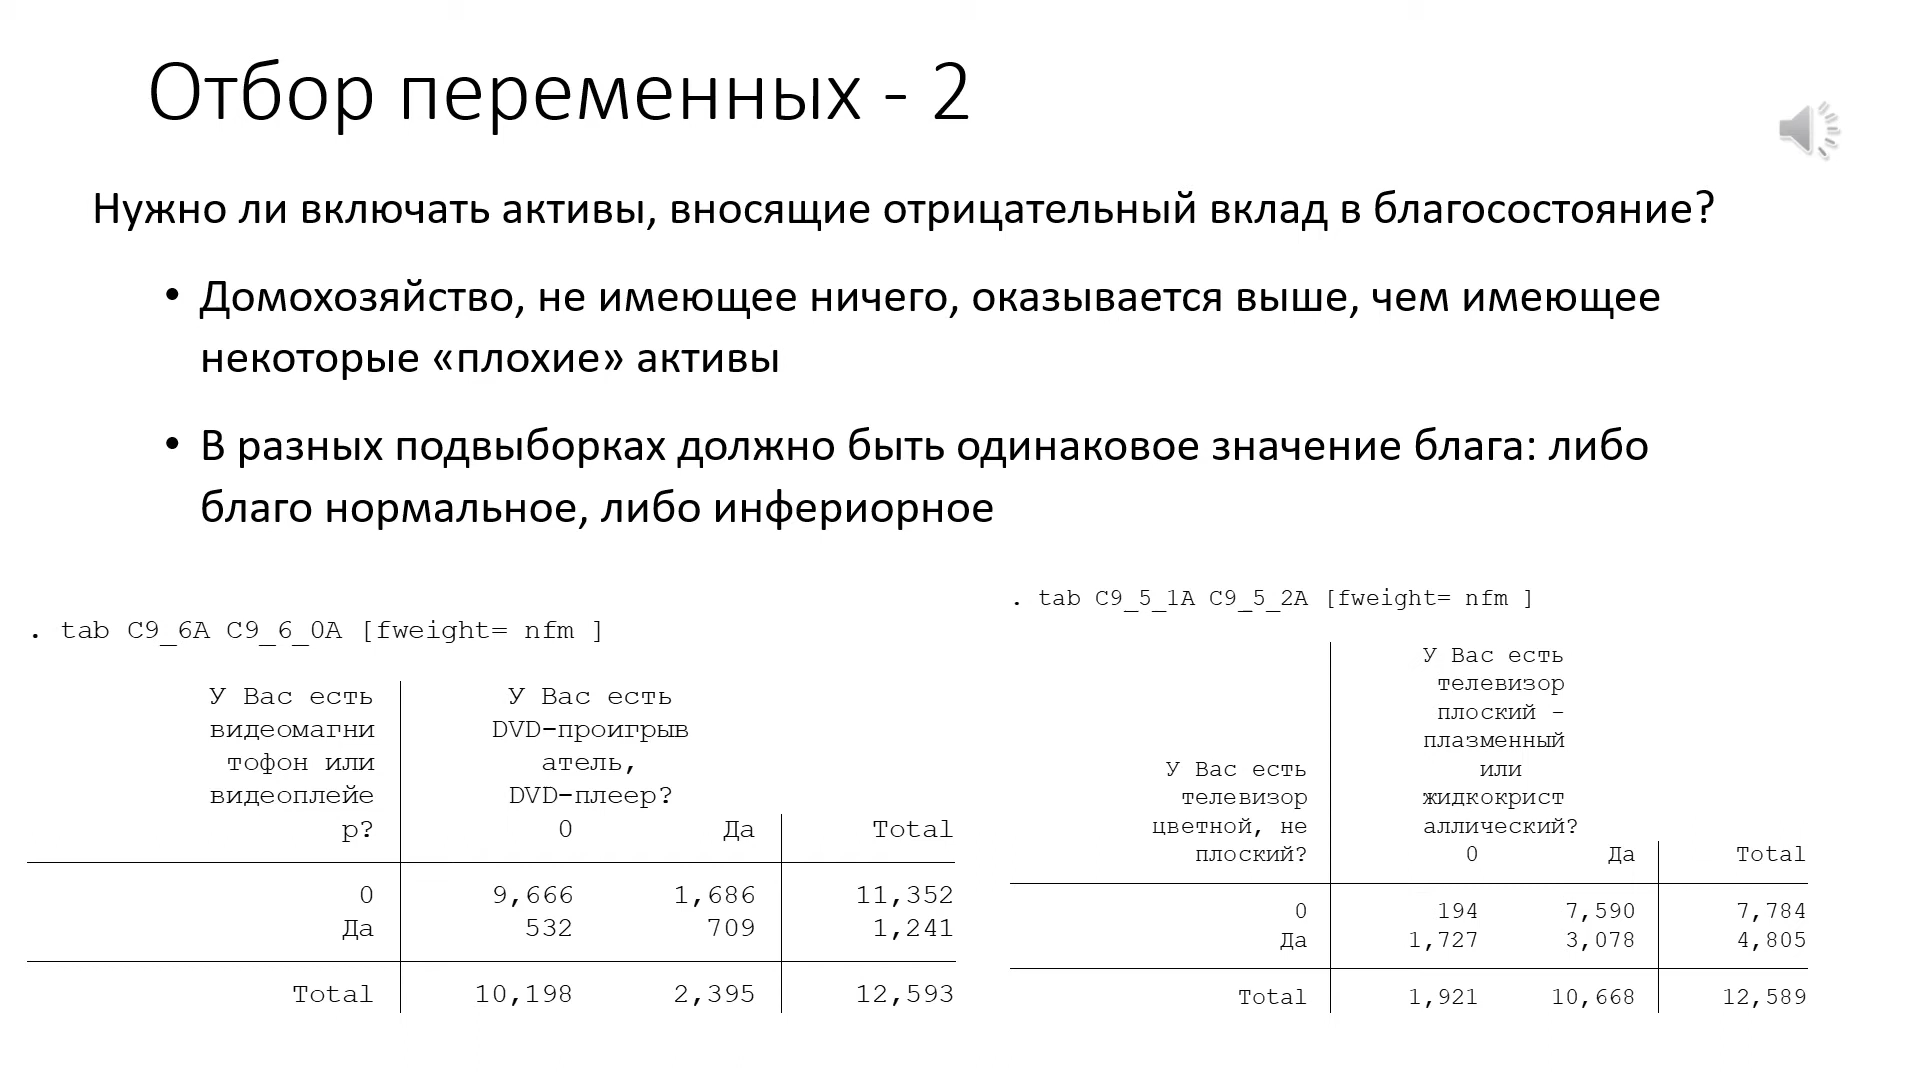 Отбор переменных - 2
Нужно ли включать активы, вносящие отрицательный вклад в благосостояние?
• Домохозяйство, не имеющее ничего, оказывается выше, чем имеющее
некоторые «плохие» активы
• В разных подвыборках должно быть одинаковое значение блага: либо
благо нормальное, либо инфериорное
. tab C9_6A C9_6_0A [fweight= nfm ]
У Вас есть У Вас есть
видеомагни DVD-проигрыв
тофон или атель,
видеоплейе DVD-плеер?
р? 0 Да Total
0 9,666 1,686 11,352
Да 532 709 1,241
Total 10,198 2,395 12,593
. tab C9_5_1A C9_5_2A [fweight= nfm ]
У Вас есть
телевизор
плоский -
плазменный
У Вас есть или
телевизор жидкокрист
цветной, не аллический?
плоский? 0 Да Total
0 194 7,590 7,784
Да 1,727 3,078 4,805
Total 1,921 10,668 12,589